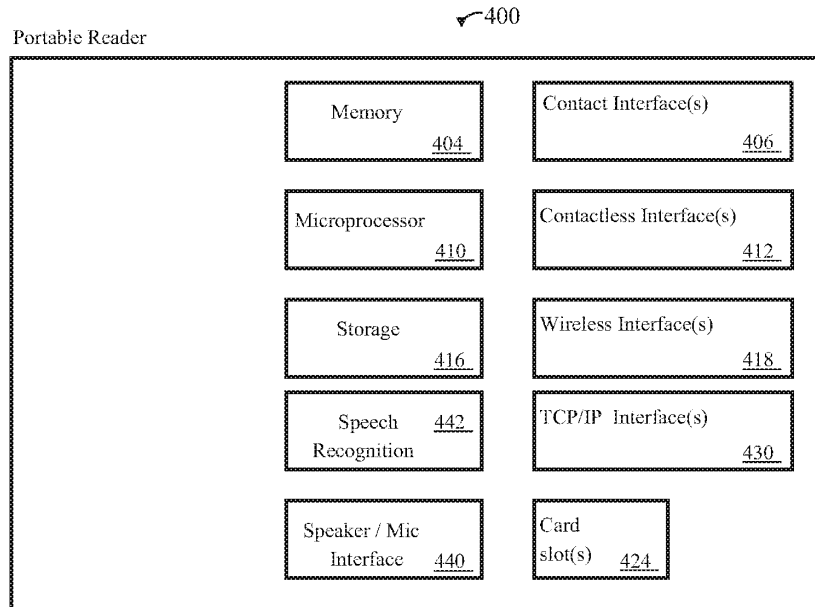 400
Portable Reader
Memory
404
Contact Interface(s)
406
Microprocessor
410
Contactless Interface(s)
412
Storage
416
Wireless Interface(s)
418
Speech 442
Recognition
TCP/IP Interface(s)
430
Speaker / Mic
Interface 440
Card
slot(s) 424